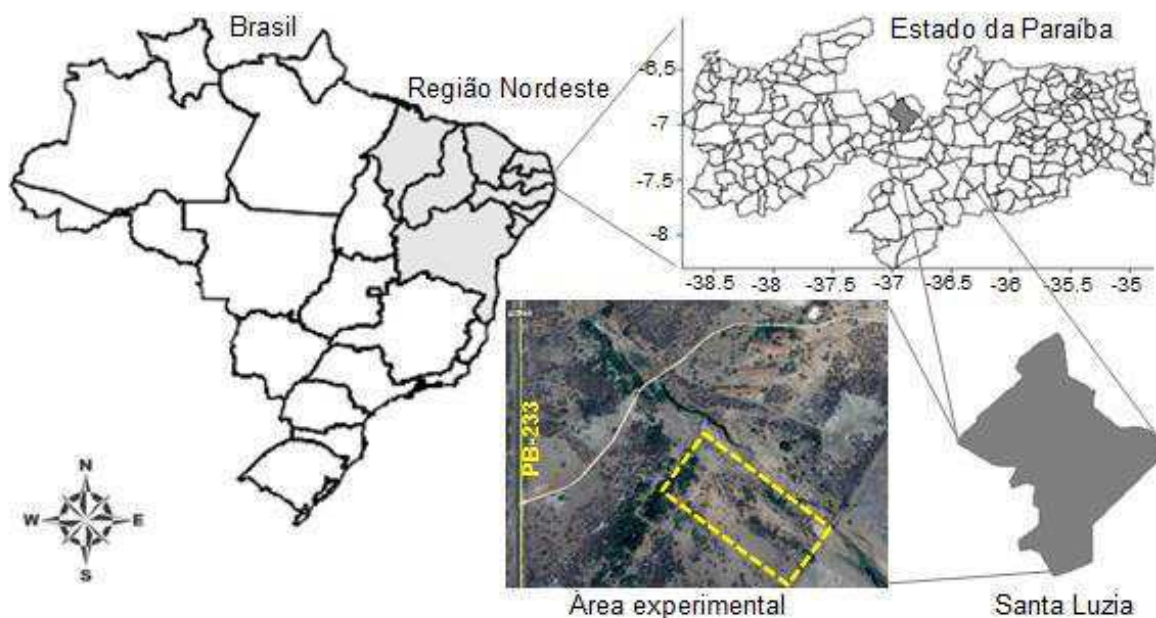 Brasil
Estado da Paraíba
Região Nordeste
-6.5
-7
-7.5
-8
-38.5 -38 -37.5 -37 -36.5 -36 -35.5 -35
PB-233
N
W E
S
Área experimental
Santa Luzia